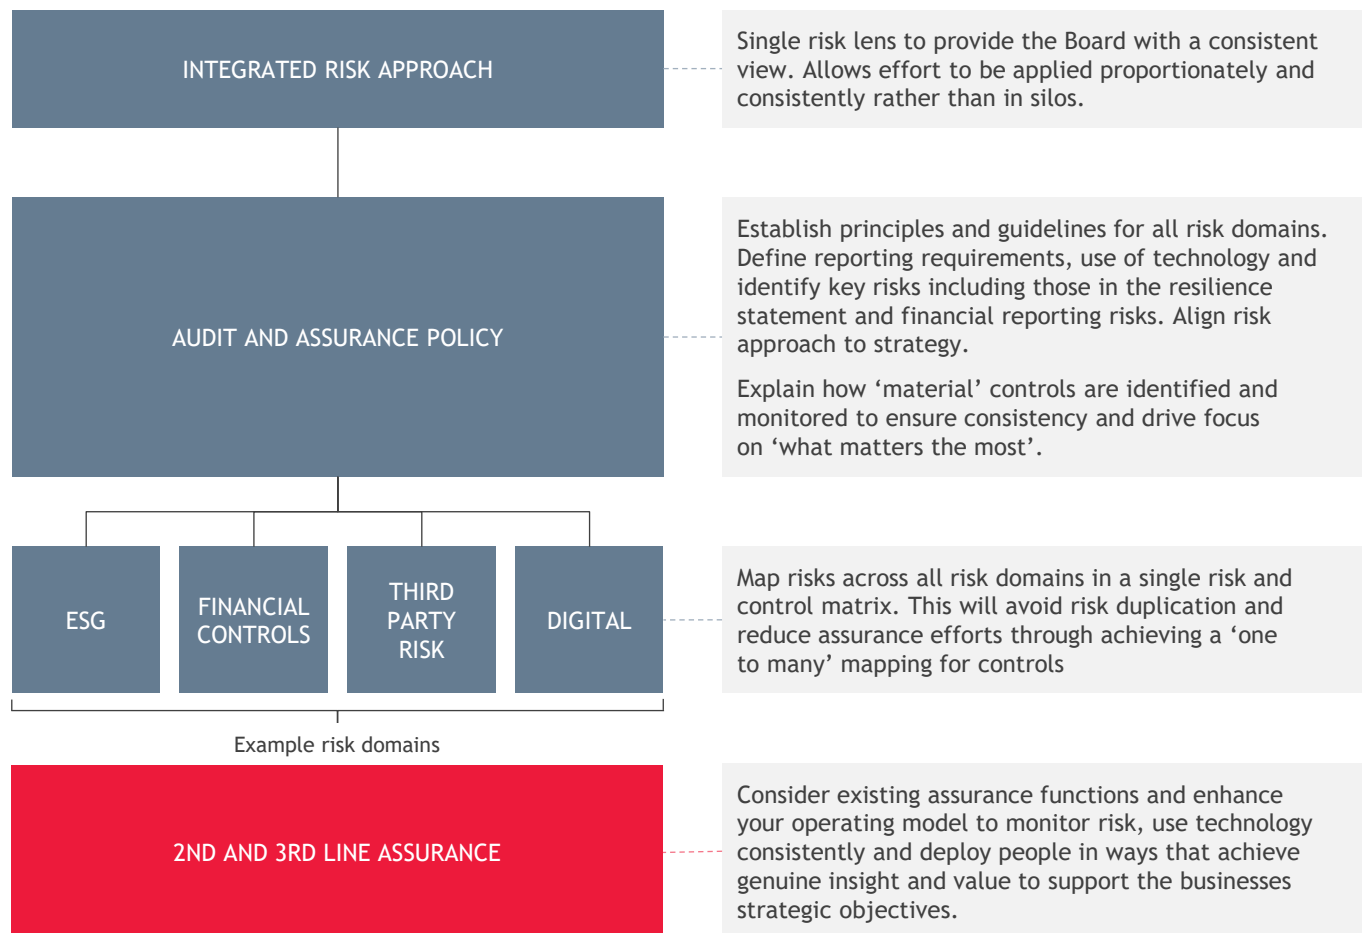 INTEGRATED RISK APPROACH
Single risk lens to provide the Board with a consistent
view. Allows effort to be applied proportionately and
consistently rather than in silos.
AUDIT AND ASSURANCE POLICY
Establish principles and guidelines for all risk domains.
Define reporting requirements, use of technology and
identify key risks including those in the resilience
statement and financial reporting risks. Align risk
approach to strategy.
Explain how ‘material’ controls are identified and
monitored to ensure consistency and drive focus
on ‘what matters the most’.
ESG
FINANCIAL
CONTROLS
THIRD
PARTY
RISK
DIGITAL
Map risks across all risk domains in a single risk and
control matrix. This will avoid risk duplication and
reduce assurance efforts through achieving a ‘one
to many’ mapping for controls
Example risk domains
2ND AND 3RD LINE ASSURANCE
Consider existing assurance functions and enhance
your operating model to monitor risk, use technology
consistently and deploy people in ways that achieve
genuine insight and value to support the businesses
strategic objectives.